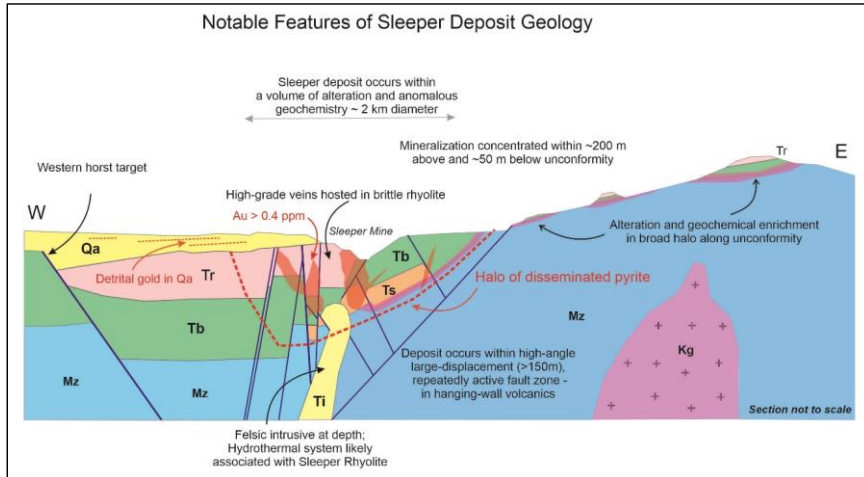 Notable Features of Sleeper Deposit Geology
Sleeper deposit occurs within
a volume of alteration and anomalous
geochemistry ~ 2 km diameter
Mineralization concentrated within ~200 m
above and ~50 m below unconformity
Tr
E
Western horst target
High-grade veins hosted in brittle rhyolite
W
Au > 0.4 ppm
Sleeper Mine
Alteration and geochemical enrichment
in broad halo along unconformity
Qa
Tb
Detrital gold in Qa
Tr
Ts
Halo of disseminated pyrite
Tb
Mz
Kg
Deposit occurs within high-angle
large-displacement (>150m),
repeatedly active fault zone -
in hanging-wall volcanics
Mz
Mz
Ti
Section not to scale
Felsic intrusive at depth;
Hydrothermal system likely
associated with Sleeper Rhyolite